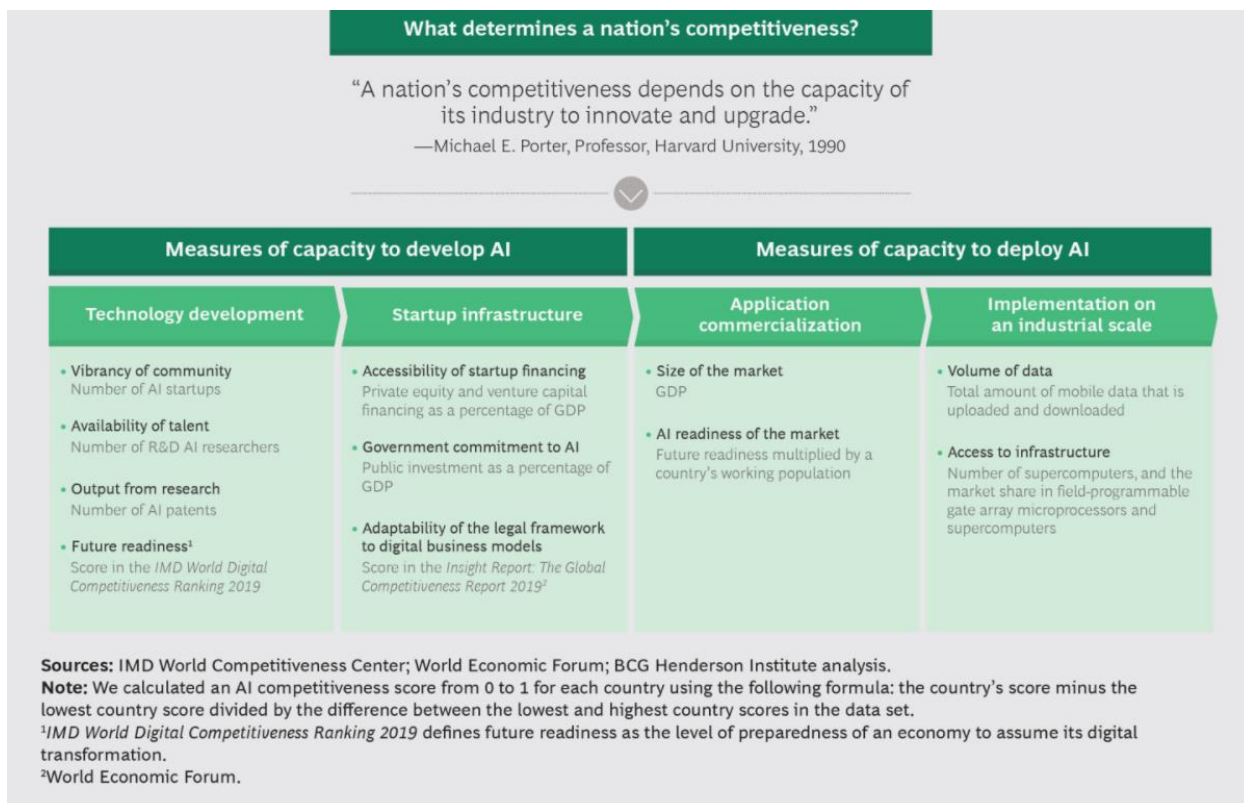 What determines a nation's competitiveness?
“A nation's competitiveness depends on the capacity of
its industry to innovate and upgrade.”
—Michael E. Porter, Professor, Harvard University, 1990
Measures of capacity to develop AI
Measures of capacity to deploy AI
Technology development
• Vibrancy of community
Number of AI startups
• Availability of talent
Number of R&D AI researchers
• Output from research
Number of AI patents
• Future readiness¹
Score in the IMD World Digital
Competitiveness Ranking 2019
Startup infrastructure
• Accessibility of startup financing
Private equity and venture capital
financing as a percentage of GDP
• Government commitment to AI
Public investment as a percentage of
GDP
• Adaptability of the legal framework
to digital business models
Score in the Insight Report: The Global
Competitiveness Report 2019²
Application
commercialization
• Size of the market
GDP
• AI readiness of the market
Future readiness multiplied by a
country's working population
Implementation on
an industrial scale
• Volume of data
Total amount of mobile data that is
uploaded and downloaded
• Access to infrastructure
Number of supercomputers, and the
market share in field-programmable
gate array microprocessors and
supercomputers
Sources: IMD World Competitiveness Center; World Economic Forum; BCG Henderson Institute analysis.
Note: We calculated an AI competitiveness score from 0 to 1 for each country using the following formula: the country's score minus the
lowest country score divided by the difference between the lowest and highest country scores in the data set.
¹IMD World Digital Competitiveness Ranking 2019 defines future readiness as the level of preparedness of an economy to assume its digital
transformation.
²World Economic Forum.